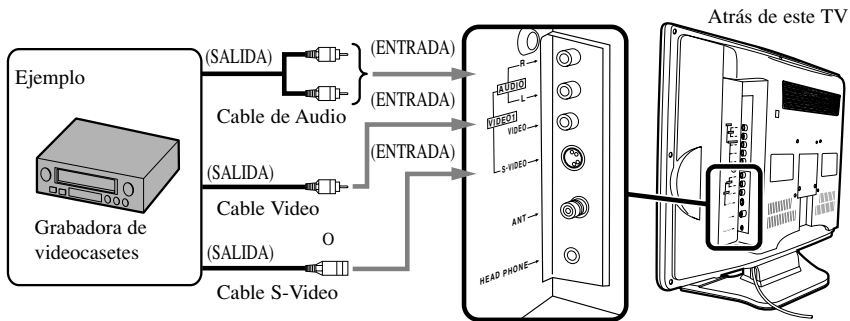 Atrás de este TV
Ejemplo
Grabadora de
videocasetes
(SALIDA)
Cable de Audio
(ENTRADA)
(SALIDA)
Cable Video
(ENTRADA)
O
(SALIDA)
Cable S-Video
(ENTRADA)
R
AUDIO
L
VIDEO1
VIDEO
S-VIDEO
ANT
HEAD PHONE